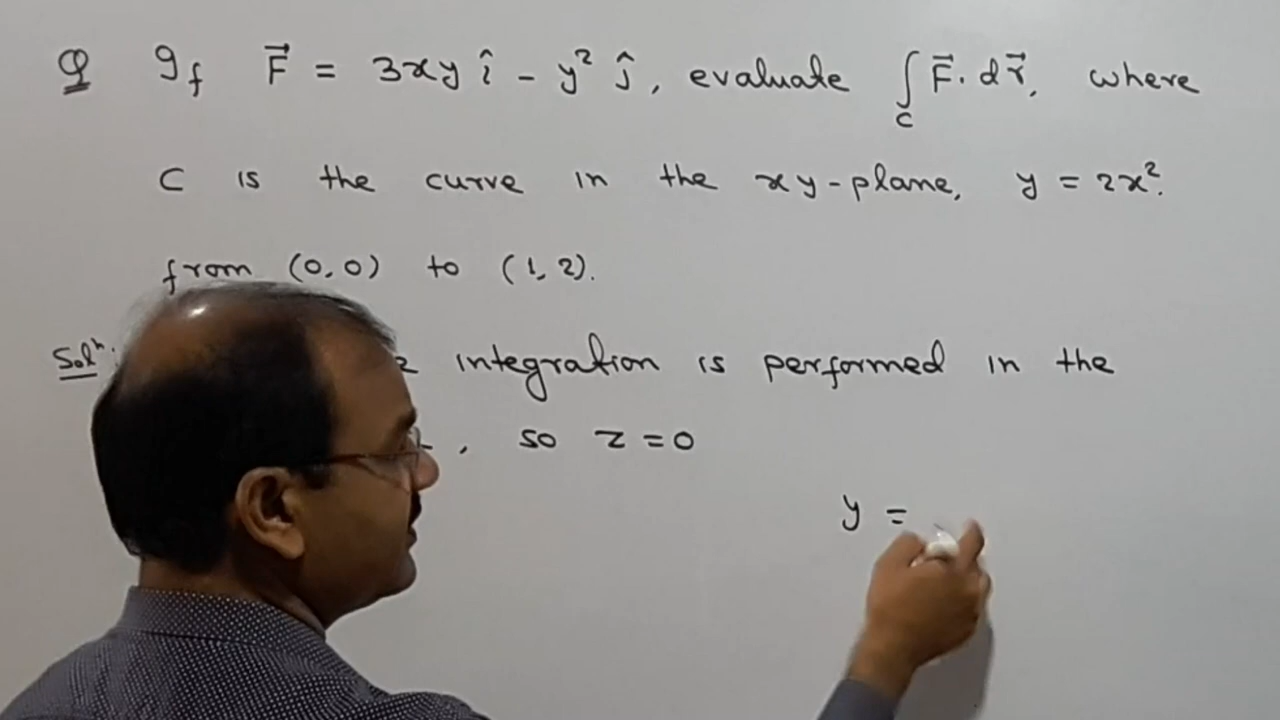 Q If F⃗ = 3xy î - y² ĵ, evaluate ∫_C F⃗. dr⃗, where
C is the curve in the xy-plane, y = 2x².
from (0,0) to (1,2).
Solⁿ: integration is performed in the
, so z=0
y =